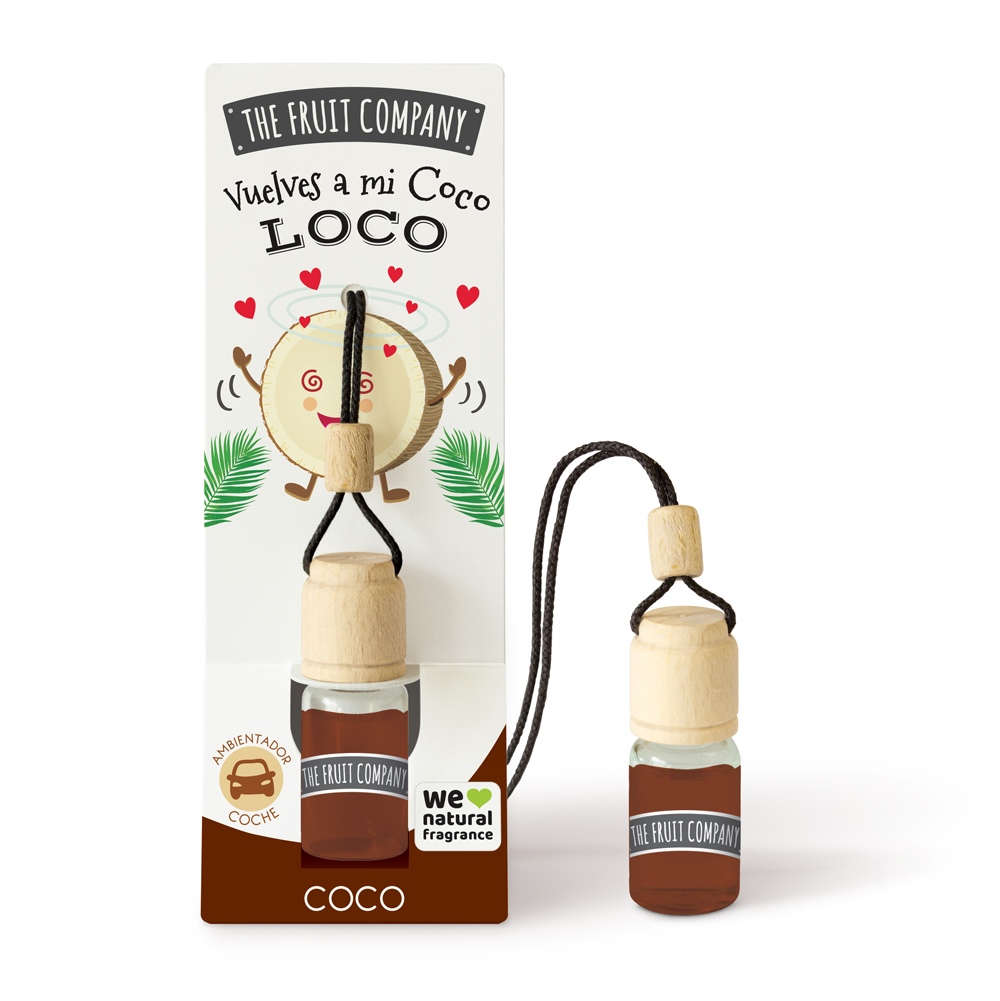 THE FRUIT COMPANY
Vuelves a mi Coco
LOCO
AMBIENTADOR
COCHE
THE FRUIT COMPANY
we
natural
fragrance
COCO
THE FRUIT COMPANY